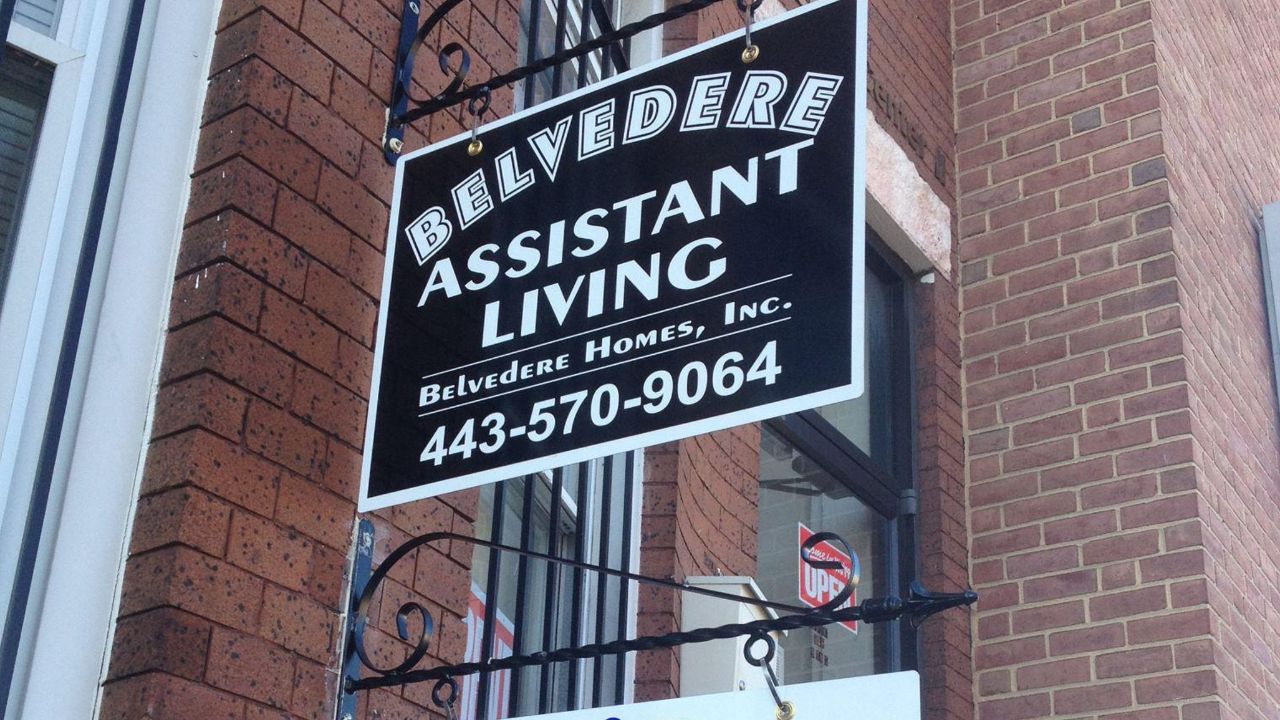 BELVEDERE
ASSISTANT
LIVING
BELVEDERE HOMES, INC.
443-570-9064
OPEN